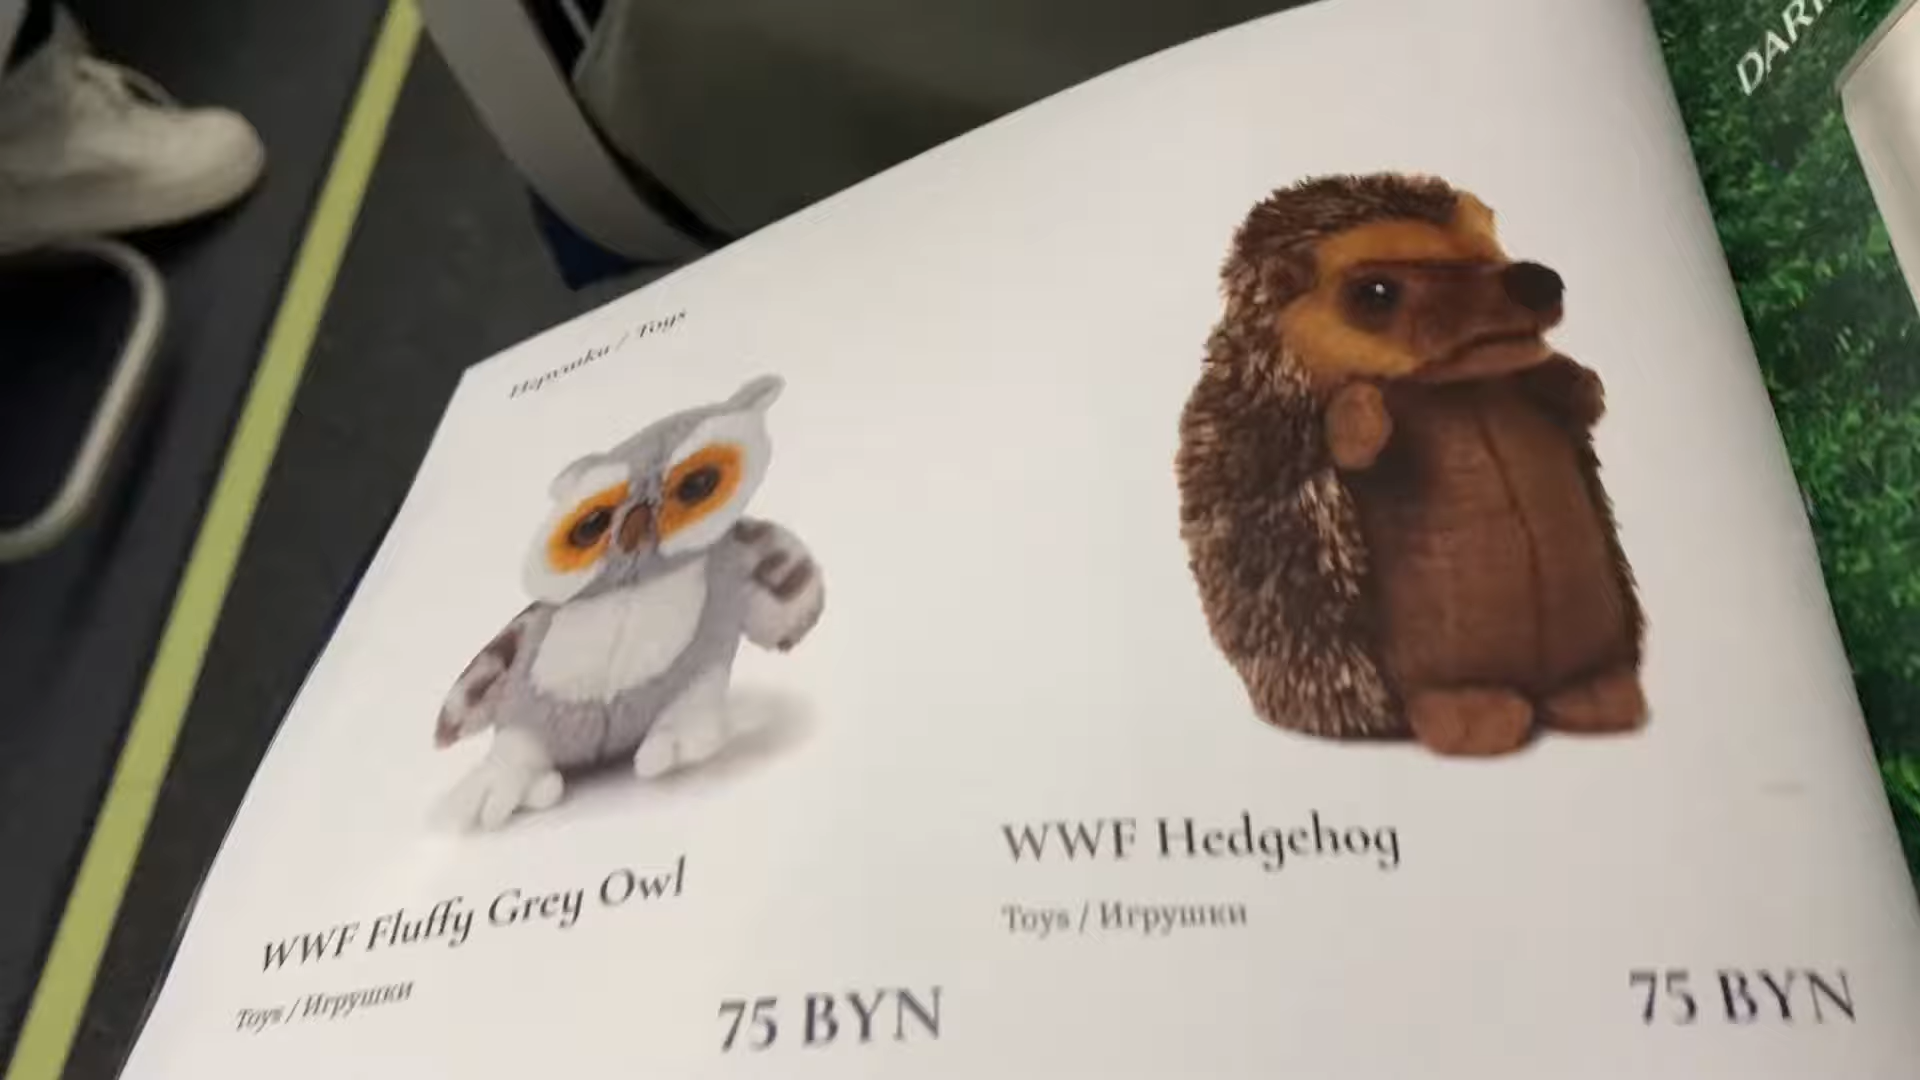 Игрушки / Toys
WWF Fluffy Grey Owl
Toys / Игрушки
75 BYN
WWF Hedgehog
Toys / Игрушки
75 BYN